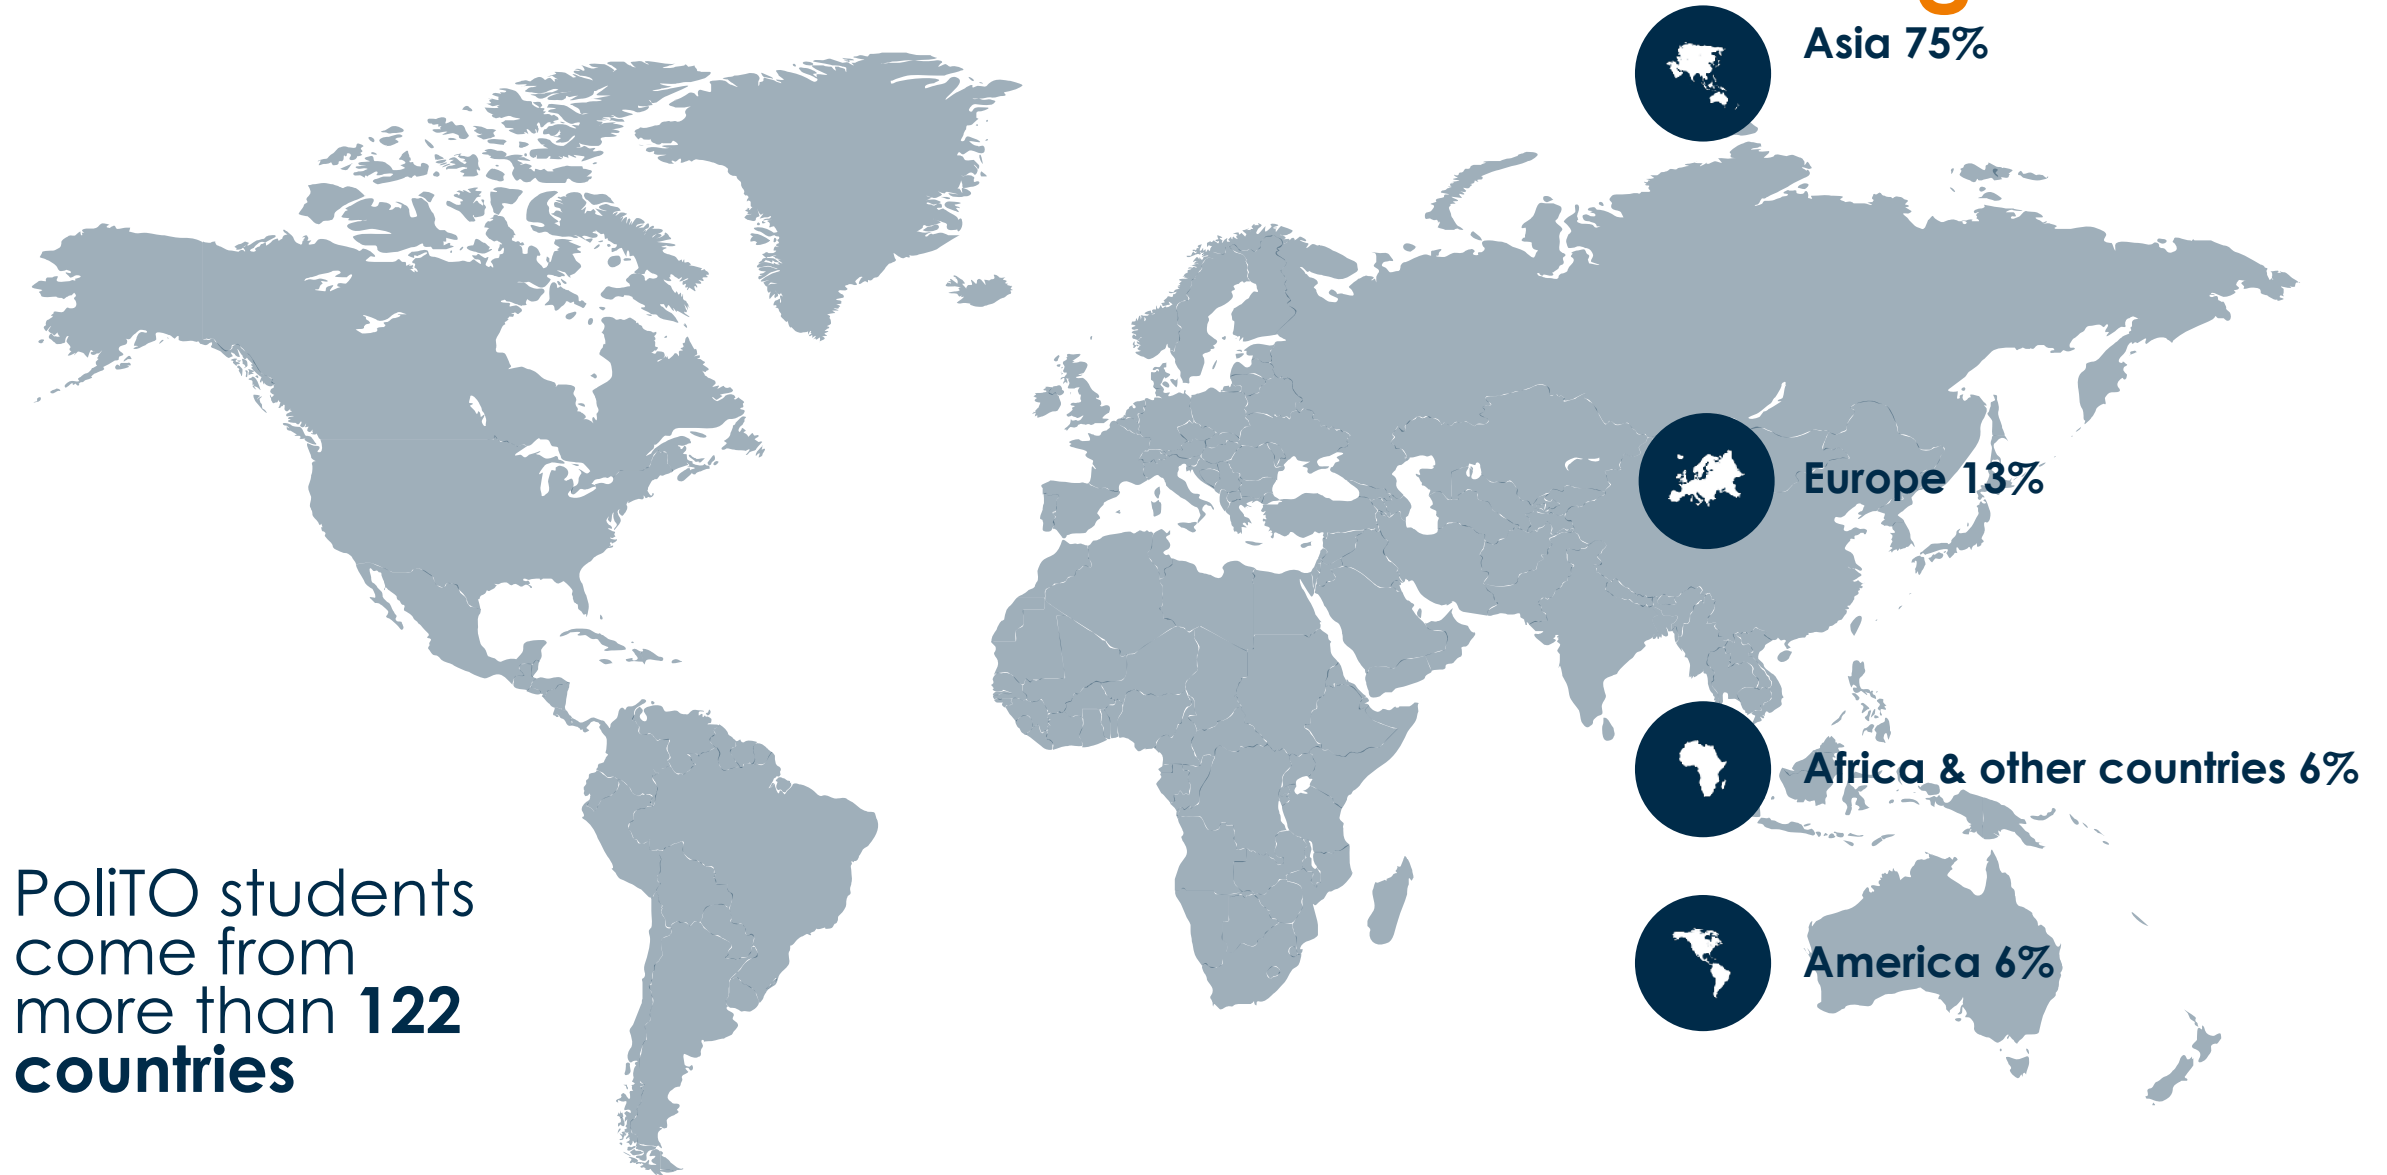 Asia 75%
Europe 13%
Africa & other countries 6%
America 6%
PoliTO students
come from
more than 122
countries